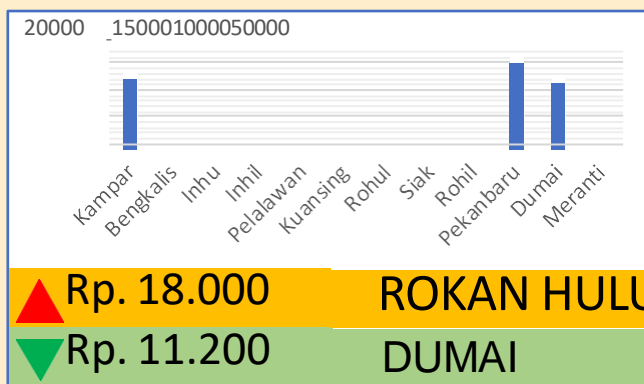 20000 150001000050000
Kampar
Bengkalis
Inhu
Inhil
Pelalawan
Kuansing
Rohul
Siak
Rohil
Pekanbaru
Dumai
Meranti
Rp. 18.000 ROKAN HULU
Rp. 11.200 DUMAI